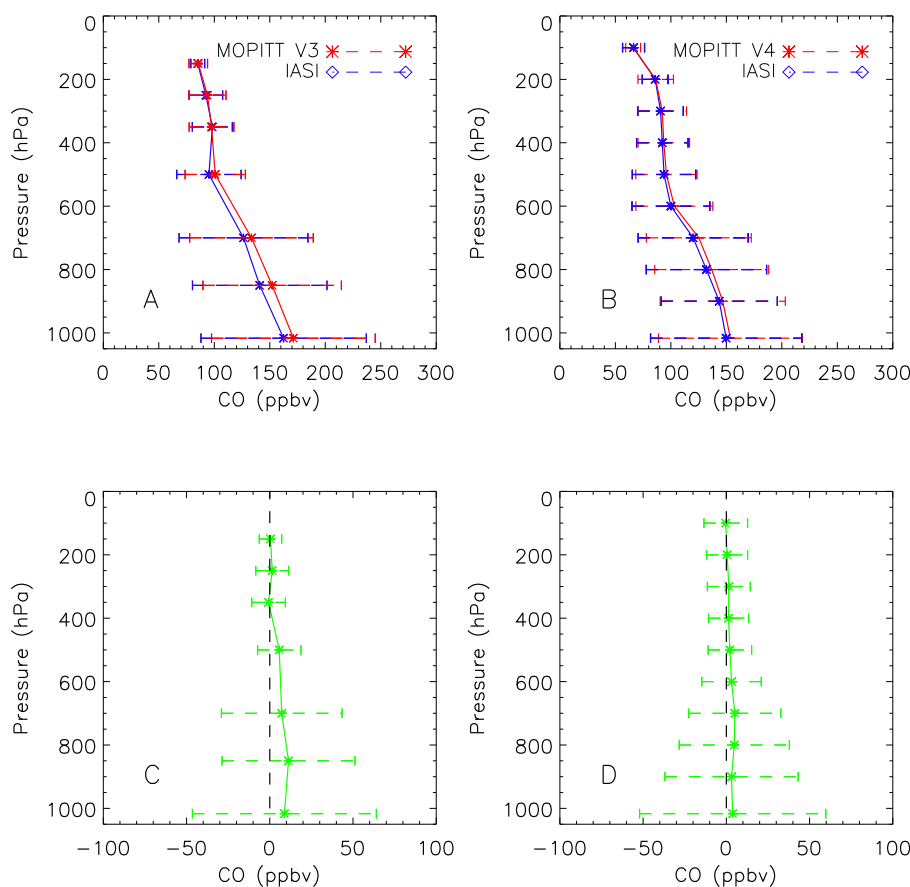 0
200
400
600
800
1000
Pressure (hPa)
MOPITT V3
IASI
A
0 50 100 150 200 250 300
CO (ppbv)
0
200
400
600
800
1000
Pressure (hPa)
MOPITT V4
IASI
B
0 50 100 150 200 250 300
CO (ppbv)
0
200
400
600
800
1000
Pressure (hPa)
C
−100 −50 0 50 100
CO (ppbv)
0
200
400
600
800
1000
Pressure (hPa)
D
−100 −50 0 50 100
CO (ppbv)